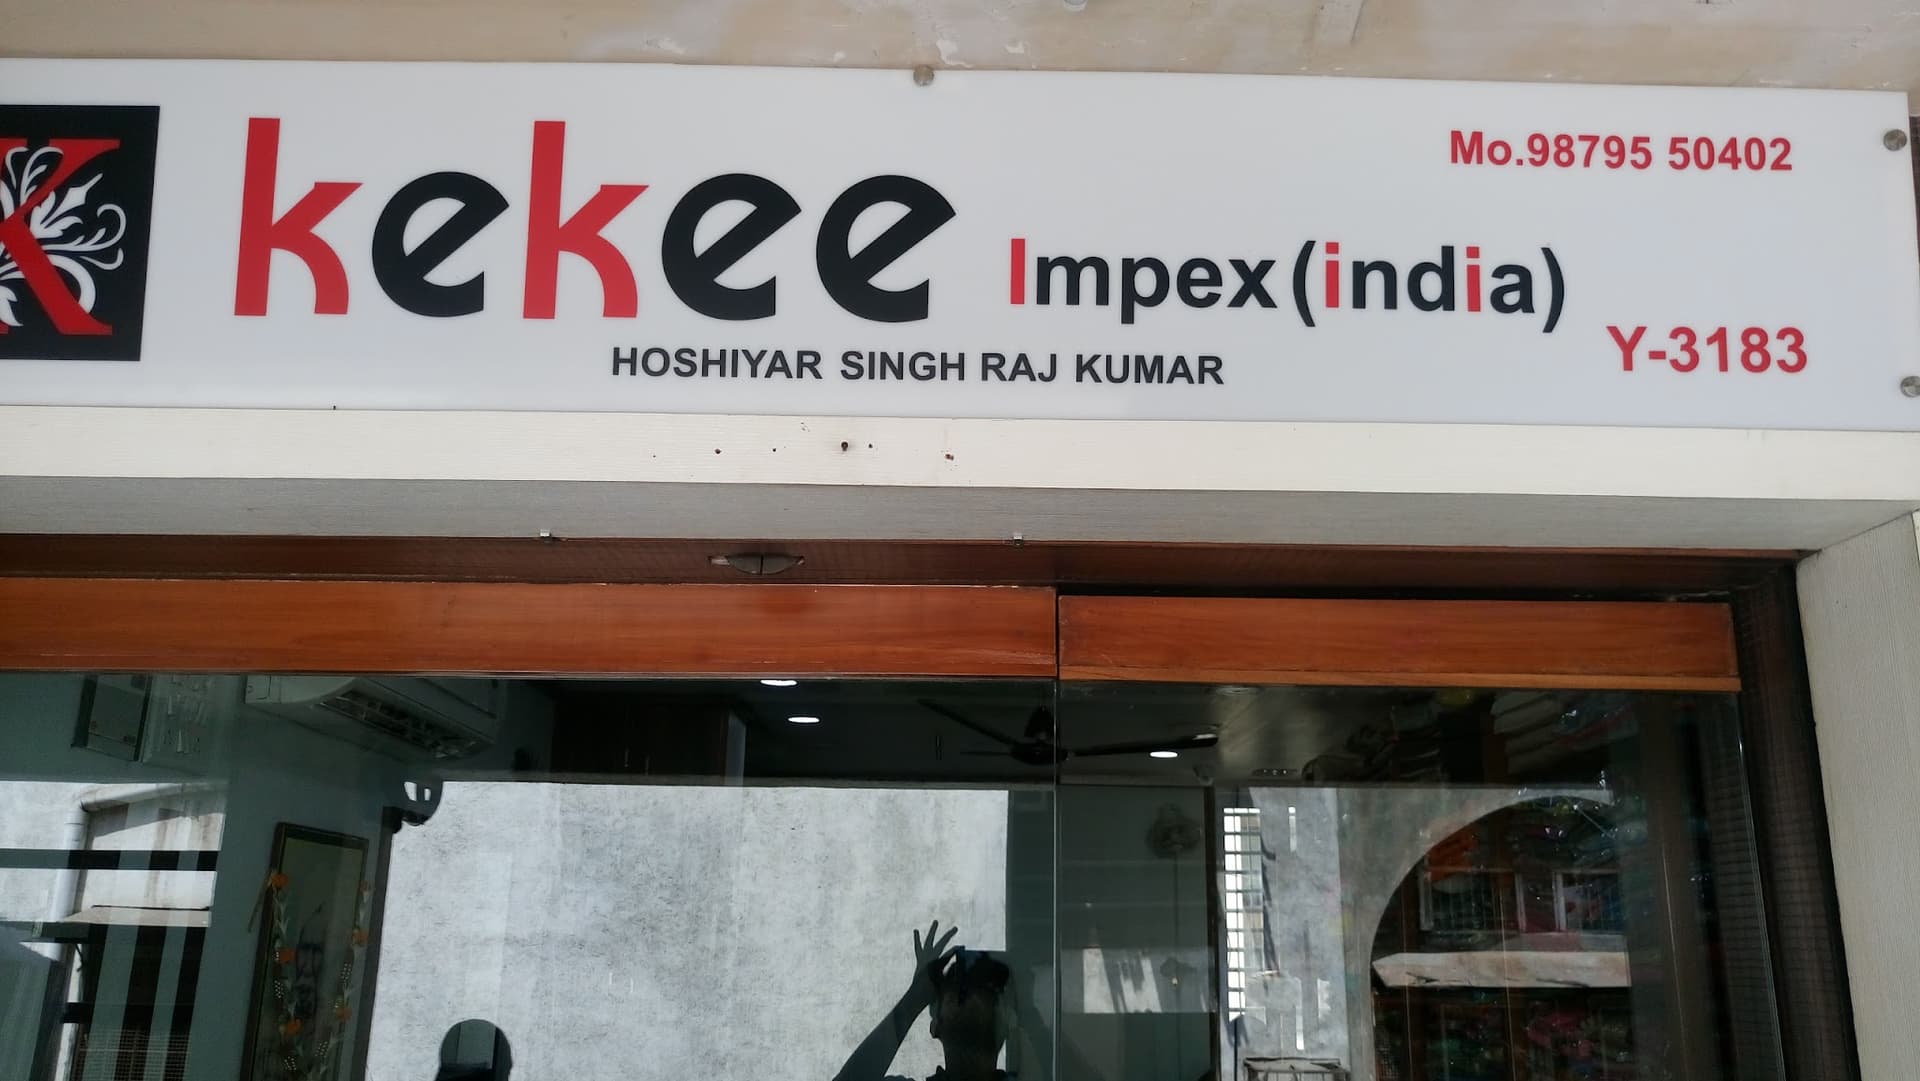 K
kekee Impex (india)
Mo.98795 50402
HOSHIYAR SINGH RAJ KUMAR
Y-3183